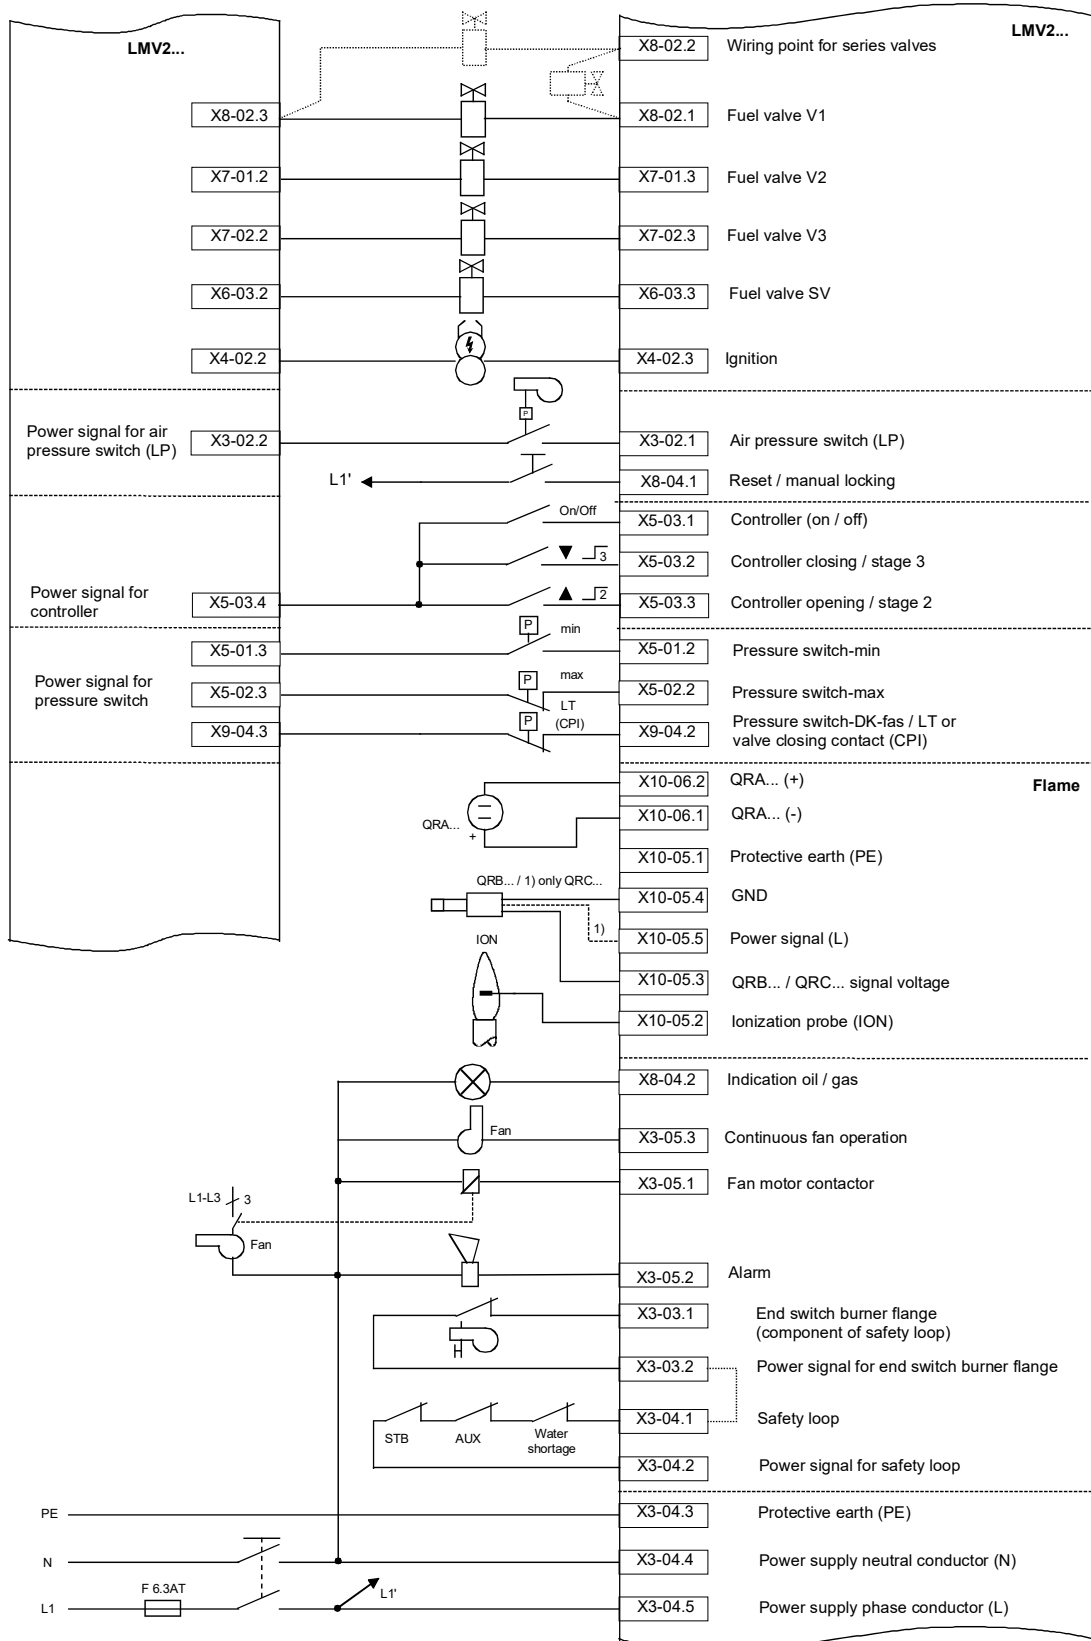 LMV2...
LMV2...
X8-02.2 Wiring point for series valves
X8-02.3 X8-02.1 Fuel valve V1
X7-01.2 X7-01.3 Fuel valve V2
X7-02.2 X7-02.3 Fuel valve V3
X6-03.2 X6-03.3 Fuel valve SV
X4-02.2 X4-02.3 Ignition
P
Power signal for air
pressure switch (LP)
X3-02.2 X3-02.1 Air pressure switch (LP)
L1' X8-04.1 Reset / manual locking
On/Off X5-03.1 Controller (on / off)
3 X5-03.2 Controller closing / stage 3
Power signal for
controller
X5-03.4 2 X5-03.3 Controller opening / stage 2
P min
X5-01.3 X5-01.2 Pressure switch-min
Power signal for
pressure switch
P max
X5-02.3 X5-02.2 Pressure switch-max
LT
(CPI)
P
X9-04.3 X9-04.2 Pressure switch-DK-fas / LT or
valve closing contact (CPI)
X10-06.2 QRA... (+)
Flame
QRA... + X10-06.1 QRA... (-)
X10-05.1 Protective earth (PE)
QRB... / 1) only QRC...
X10-05.4 GND
1)
X10-05.5 Power signal (L)
ION
X10-05.3 QRB... / QRC... signal voltage
X10-05.2 Ionization probe (ION)
X8-04.2 Indication oil / gas
Fan X3-05.3 Continuous fan operation
X3-05.1 Fan motor contactor
L1-L3 3
Fan
X3-05.2 Alarm
X3-03.1 End switch burner flange
(component of safety loop)
X3-03.2 Power signal for end switch burner flange
X3-04.1 Safety loop
STB AUX Water
shortage
X3-04.2 Power signal for safety loop
PE X3-04.3 Protective earth (PE)
N X3-04.4 Power supply neutral conductor (N)
F 6.3AT
L1'
L1 X3-04.5 Power supply phase conductor (L)